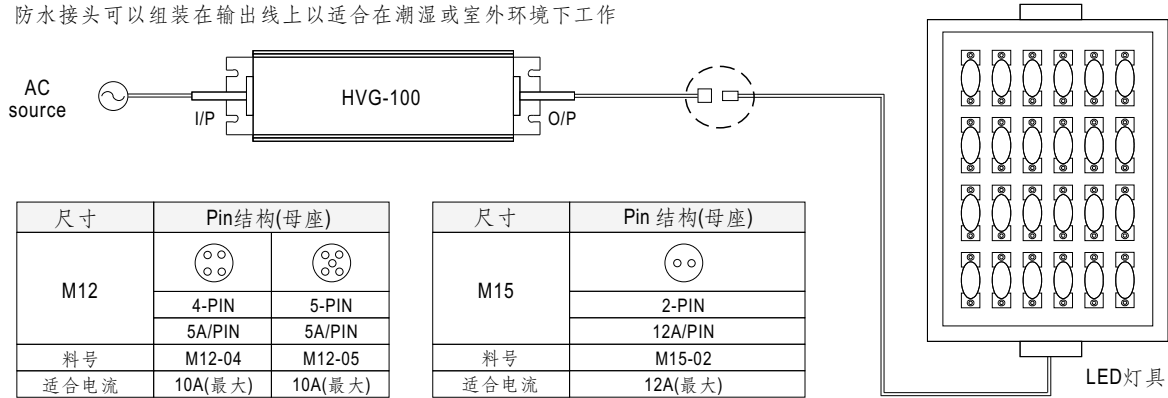 防水接头可以组装在输出线上以适合在潮湿或室外环境下工作
AC
source
I/P
HVG-100
O/P
LED灯具
尺寸 Pin结构(母座)
M12
4-PIN 5-PIN
5A/PIN 5A/PIN
料号 M12-04 M12-05
适合电流 10A(最大) 10A(最大)
尺寸 Pin 结构(母座)
M15
2-PIN
12A/PIN
料号 M15-02
适合电流 12A(最大)